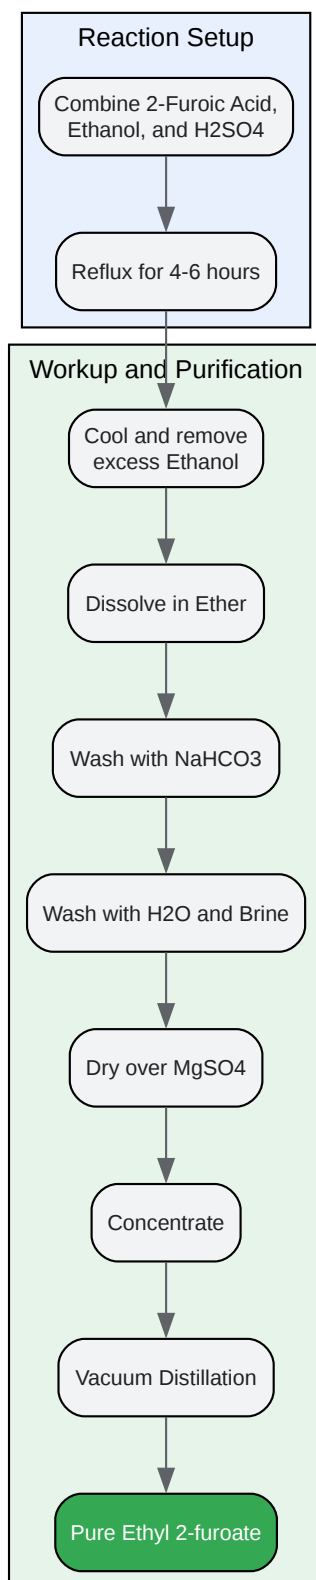 Reaction Setup
Combine 2-Furoic Acid,
Ethanol, and H2SO4
Reflux for 4-6 hours
Workup and Purification
Cool and remove
excess Ethanol
Dissolve in Ether
Wash with NaHCO3
Wash with H2O and Brine
Dry over MgSO4
Concentrate
Vacuum Distillation
Pure Ethyl 2-furoate